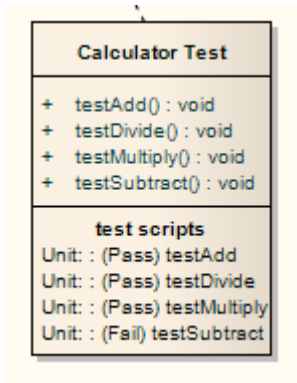 Calculator Test
+ testAdd() : void
+ testDivide() : void
+ testMultiply() : void
+ testSubtract() : void
test scripts
Unit: : (Pass) testAdd
Unit: : (Pass) testDivide
Unit: : (Pass) testMultiply
Unit: : (Fail) testSubtract